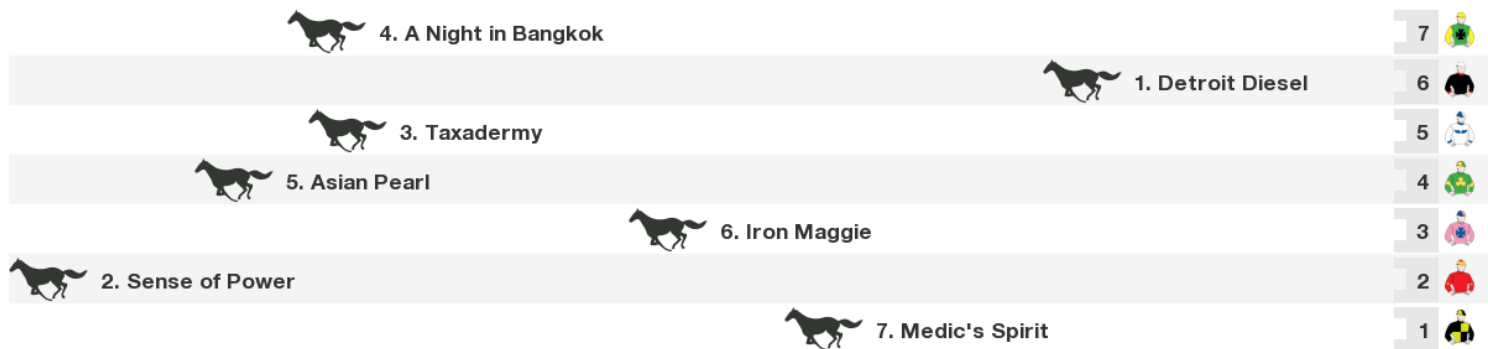 4. A Night in Bangkok 7
1. Detroit Diesel 6
3. Taxadermy 5
5. Asian Pearl 4
6. Iron Maggie 3
2. Sense of Power 2
7. Medic's Spirit 1